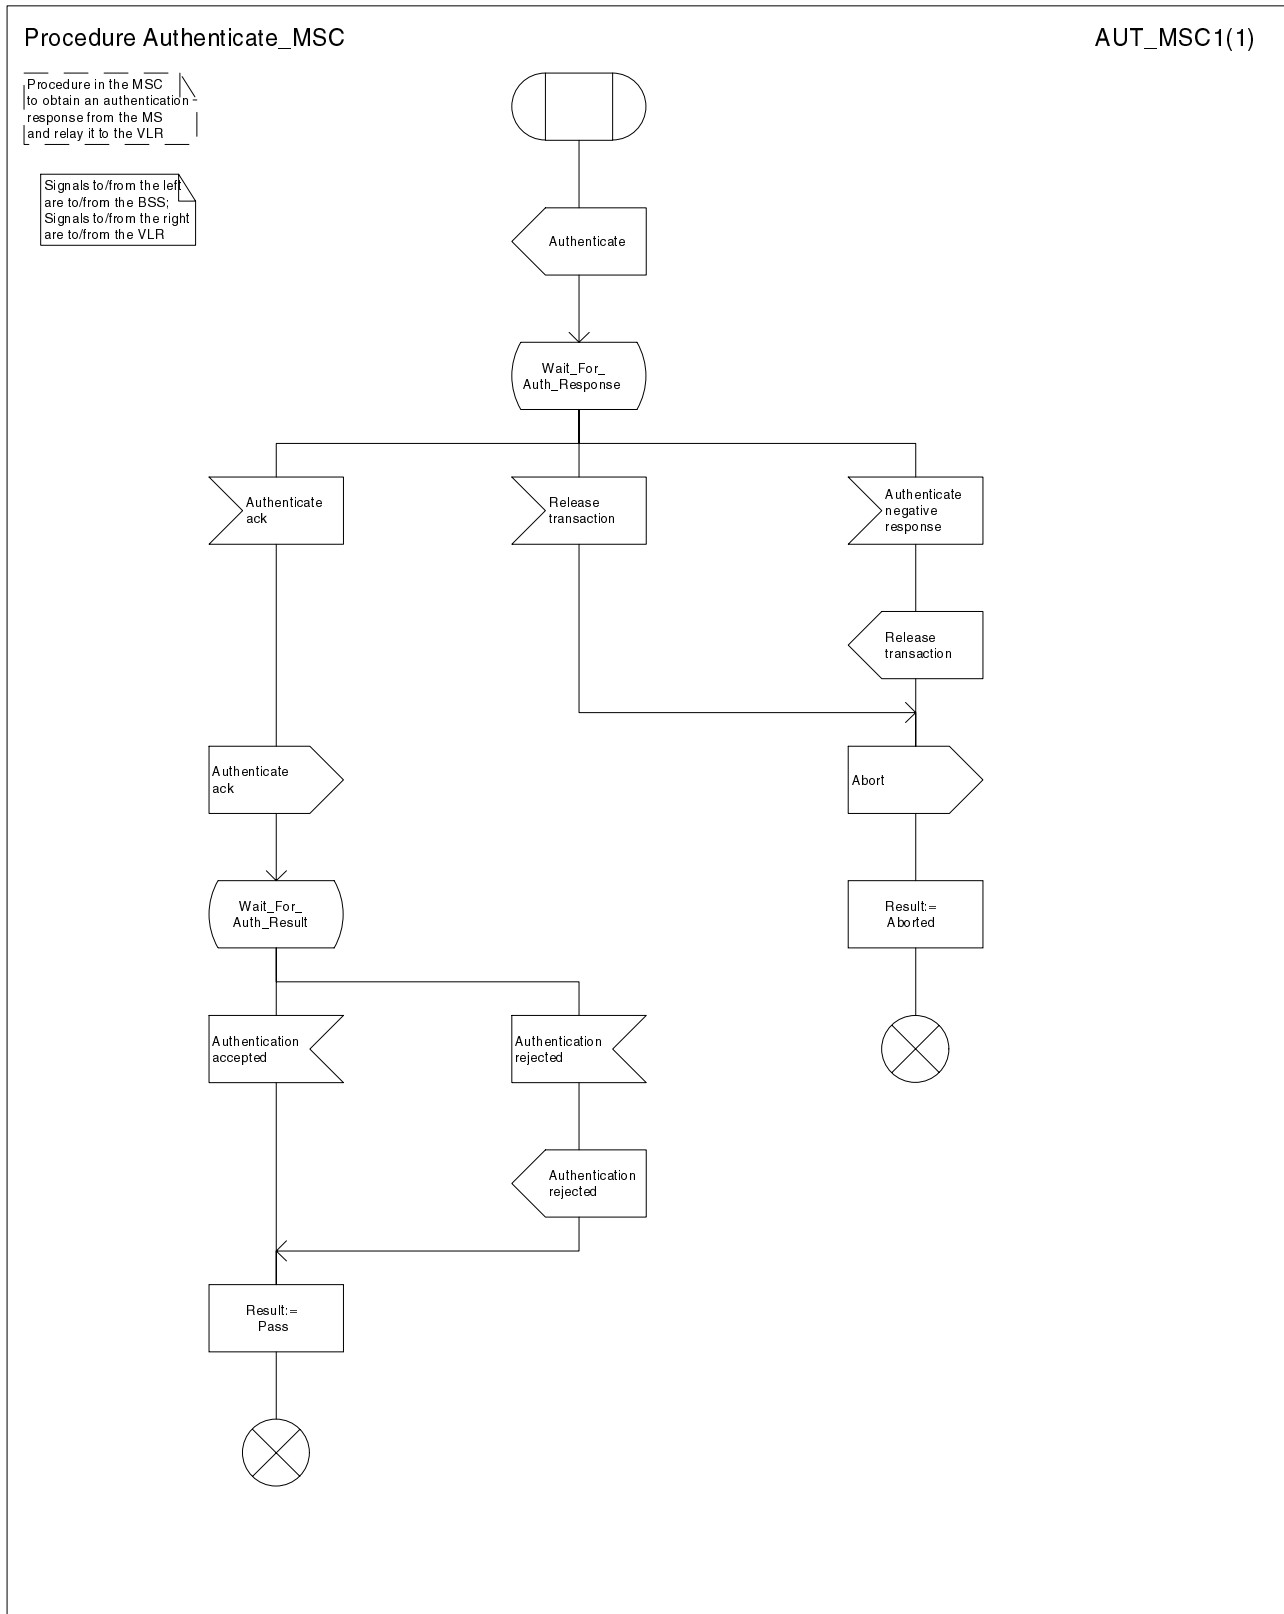 Procedure Authenticate_MSC
AUT_MSC1(1)
Procedure in the MSC
to obtain an authentication
response from the MS
and relay it to the VLR
Signals to/from the left
are to/from the BSS;
Signals to/from the right
are to/from the VLR
Authenticate
Wait_For_
Auth_Response
Authenticate
ack
Release
transaction
Authenticate
negative
response
Release
transaction
Authenticate
ack
Abort
Wait_For_
Auth_Result
Result:=
Aborted
Authentication
accepted
Authentication
rejected
Authentication
rejected
Result:=
Pass